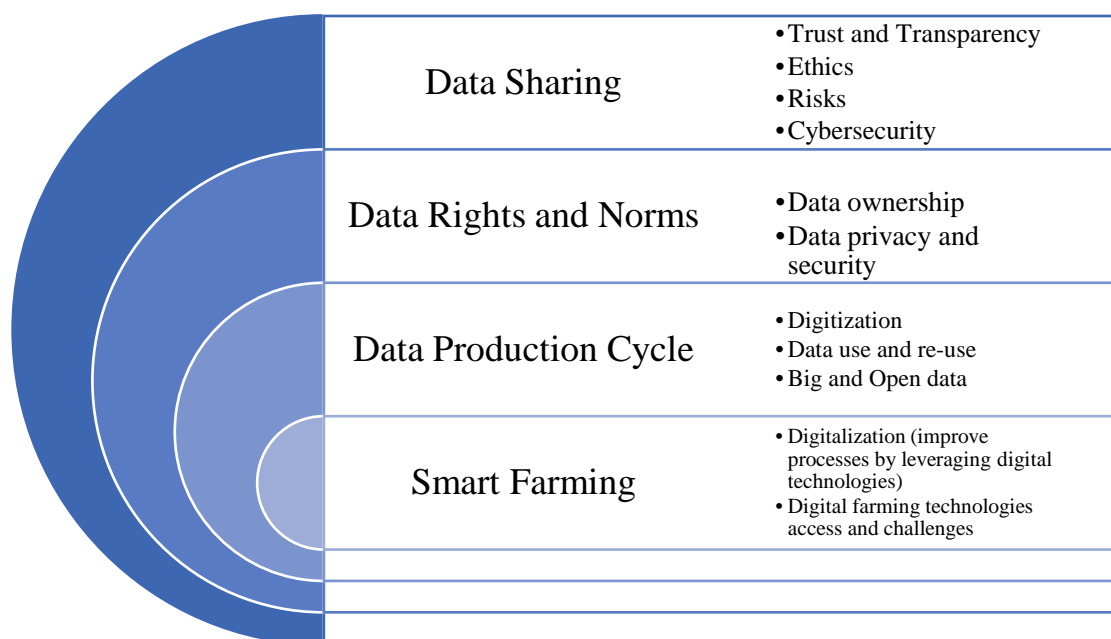 Data Sharing
•Trust and Transparency
•Ethics
•Risks
•Cybersecurity
Data Rights and Norms
•Data ownership
•Data privacy and
security
Data Production Cycle
•Digitization
•Data use and re-use
•Big and Open data
Smart Farming
•Digitalization (improve
processes by leveraging digital
technologies)
•Digital farming technologies
access and challenges